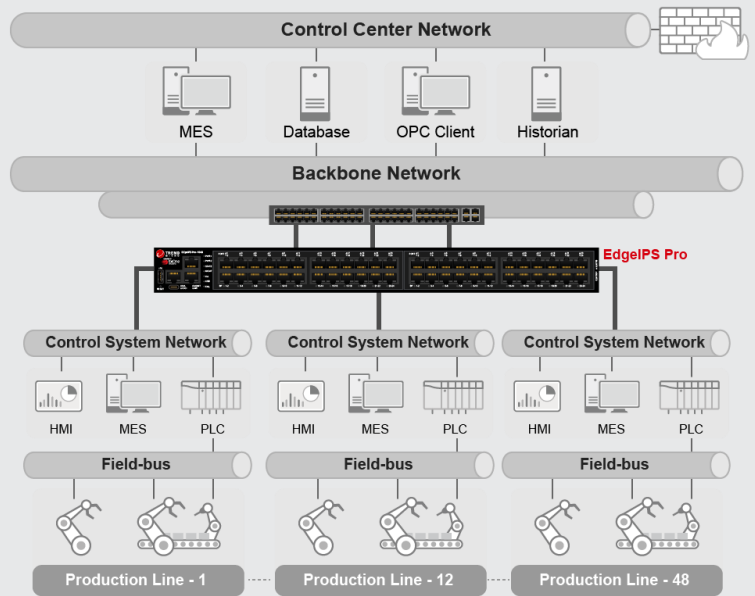 Control Center Network
MES
Database
OPC Client
Historian
Backbone Network
TREND
EdgeIPS Pro
Control System Network
Control System Network
Control System Network
HMI
MES
PLC
HMI
MES
PLC
HMI
MES
PLC
Field-bus
Field-bus
Field-bus
Production Line - 1
Production Line - 12
Production Line - 48